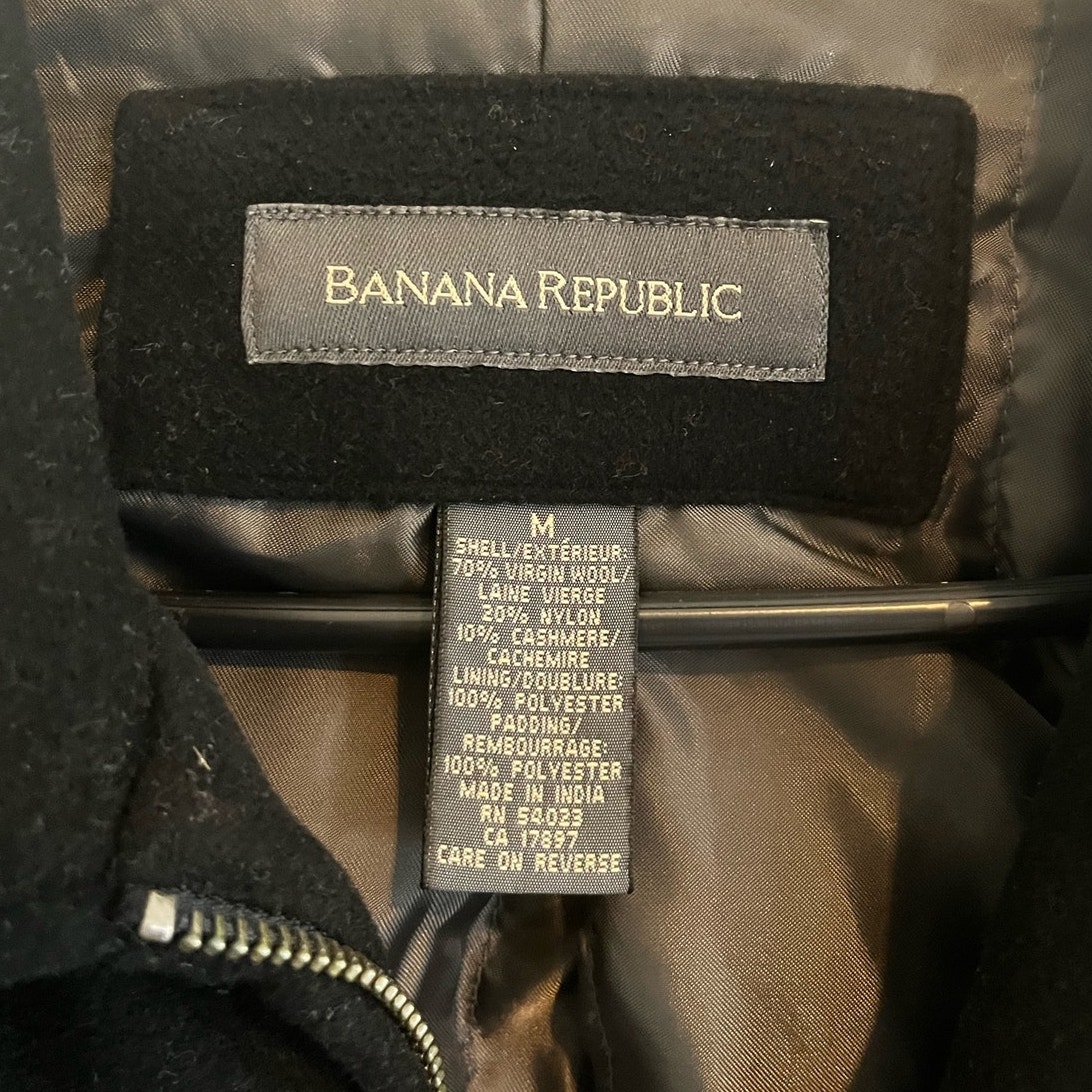 BANANA REPUBLIC
M
SHELL/EXTÉRIEUR:
70% VIRGIN WOOL/
LAINE VIERGE
20% NYLON
10% CASHMERE/
CACHEMIRE
LINING/DOUBLURE:
100% POLYESTER
PADDING/
REMBOURRAGE:
100% POLYESTER
MADE IN INDIA
RN 54023
CA 17897
CARE ON REVERSE